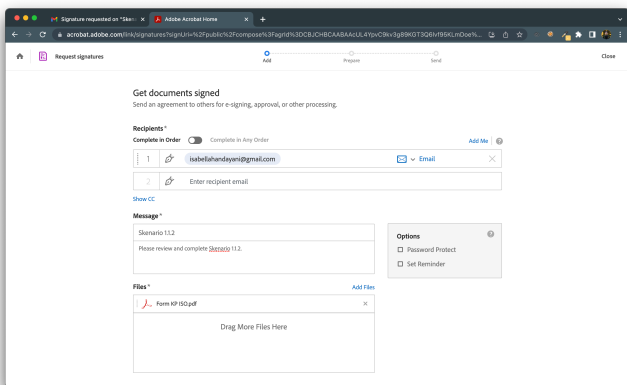 Signature requested on "Skena
Adobe Acrobat Home
acrobat.adobe.com/link/signatures?signUri=%2Fpublic%2Fcompose%3Fagrid%3DCBJCHBCAABAAcUL4YpvC9kv3g89KGT3Q6Ivf95KLmDoe%...
Request signatures
Add
Prepare
Send
Close
Get documents signed
Send an agreement to others for e-signing, approval, or other processing.
Recipients *
Complete in Order
Complete in Any Order
Add Me
1
isabellahandayani@gmail.com
Email
2
Enter recipient email
Show CC
Message *
Skenario 1.1.2
Please review and complete Skenario 1.1.2.
Options
Password Protect
Set Reminder
Files *
Add Files
Form KP ISO.pdf
Drag More Files Here